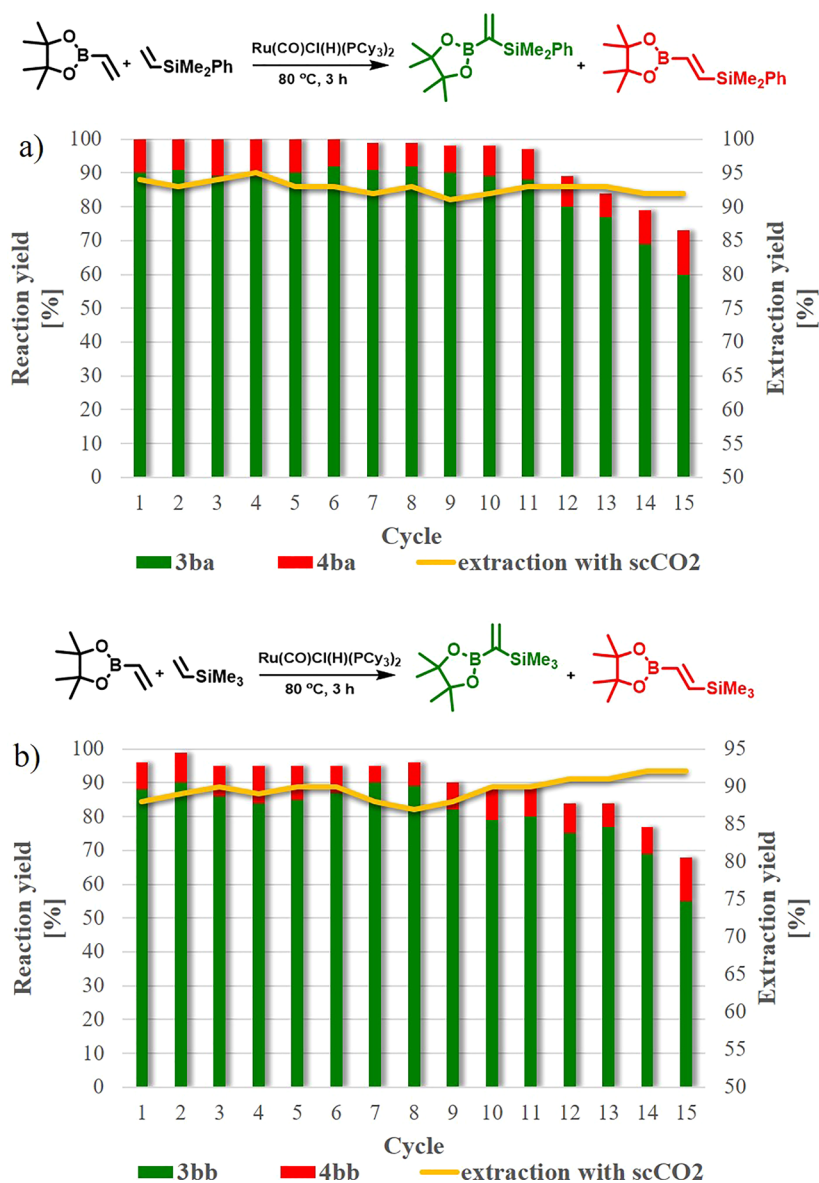 O B O
SiMe2Ph
Ru(CO)Cl(H)(PCy3)2
80 ºC, 3 h
O B O
SiMe2Ph
+
O B O
SiMe2Ph
a)
Reaction yield [%]
100
90
80
70
60
50
40
30
20
10
0
Extraction yield [%]
100
95
90
85
80
75
70
65
60
55
50
1 2 3 4 5 6 7 8 9 10 11 12 13 14 15
Cycle
3ba 4ba extraction with scCO2
O B O
+
SiMe3
Ru(CO)Cl(H)(PCy3)2
80 ºC, 3 h
O B O
SiMe3
+
O B O
SiMe3
b)
Reaction yield [%]
100
90
80
70
60
50
40
30
20
10
0
Extraction yield [%]
95
90
85
80
75
70
65
60
55
50
1 2 3 4 5 6 7 8 9 10 11 12 13 14 15
Cycle
3bb 4bb extraction with scCO2